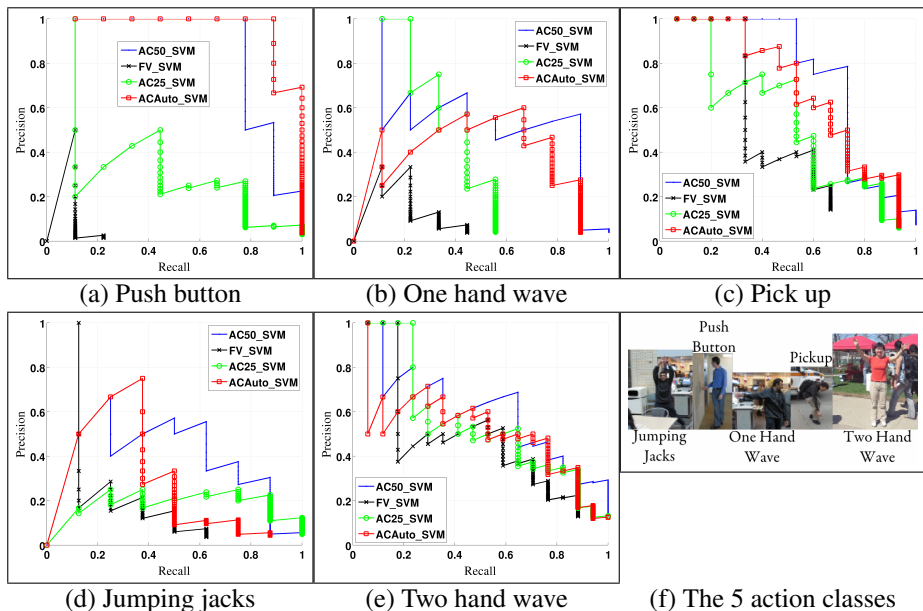 1
0.8
0.6
0.4
0.2
0
Precision
0 0.2 0.4 0.6 0.8 1
Recall
AC50_SVM
FV_SVM
AC25_SVM
ACAuto_SVM
(a) Push button
1
0.8
0.6
0.4
0.2
0
Precision
0 0.2 0.4 0.6 0.8 1
Recall
AC50_SVM
FV_SVM
AC25_SVM
ACAuto_SVM
(b) One hand wave
1
0.8
0.6
0.4
0.2
0
Precision
0 0.2 0.4 0.6 0.8 1
Recall
AC50_SVM
FV_SVM
AC25_SVM
ACAuto_SVM
(c) Pick up
1
0.8
0.6
0.4
0.2
0
Precision
0 0.2 0.4 0.6 0.8 1
Recall
AC50_SVM
FV_SVM
AC25_SVM
ACAuto_SVM
(d) Jumping jacks
1
0.8
0.6
0.4
0.2
0
Precision
0 0.2 0.4 0.6 0.8 1
Recall
AC50_SVM
FV_SVM
AC25_SVM
ACAuto_SVM
(e) Two hand wave
Push
Button
Pickup
Jumping
Jacks
One Hand
Wave
Two Hand
Wave
(f) The 5 action classes